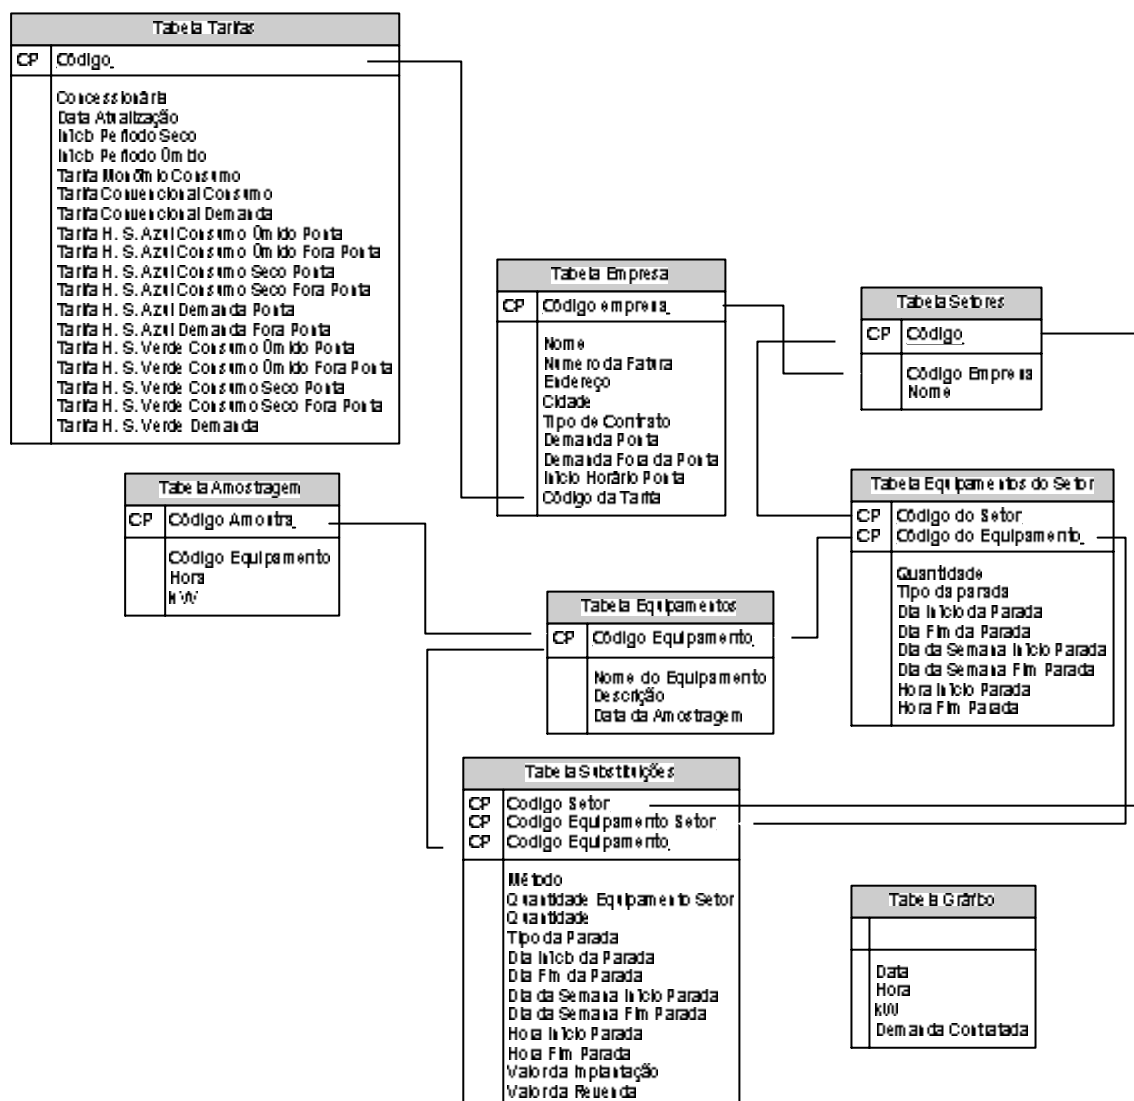 Tabela Tarifas
CP Código
Concessionária
Data Atualização
Início Período Seco
Início Período Úmido
Tarifa Monômio Consumo
Tarifa Convencional Consumo
Tarifa Convencional Demanda
Tarifa H. S. Azul Consumo Úmido Ponta
Tarifa H. S. Azul Consumo Úmido Fora Ponta
Tarifa H. S. Azul Consumo Seco Ponta
Tarifa H. S. Azul Consumo Seco Fora Ponta
Tarifa H. S. Azul Demanda Ponta
Tarifa H. S. Azul Demanda Fora Ponta
Tarifa H. S. Verde Consumo Úmido Ponta
Tarifa H. S. Verde Consumo Úmido Fora Ponta
Tarifa H. S. Verde Consumo Seco Ponta
Tarifa H. S. Verde Consumo Seco Fora Ponta
Tarifa H. S. Verde Demanda
Tabela Empresa
CP Código empresa
Nome
Numero da Fatura
Endereço
Cidade
Tipo de Contrato
Demanda Ponta
Demanda Fora da Ponta
Início Horário Ponta
Código da Tarifa
Tabela Setores
CP Código
Código Empresa
Nome
Tabela Amostragem
CP Código Amostra
Código Equipamento
Hora
kW
Tabela Equipamentos do Setor
CP Código do Setor
CP Código do Equipamento
Quantidade
Tipo da parada
Dia Início da Parada
Dia Fim da Parada
Dia da Semana Início Parada
Dia da Semana Fim Parada
Hora Início Parada
Hora Fim Parada
Tabela Equipamentos
CP Código Equipamento
Nome do Equipamento
Descrição
Data da Amostragem
Tabela Substituições
CP Codigo Setor
CP Codigo Equipamento Setor
CP Codigo Equipamento
Método
Quantidade Equipamento Setor
Quantidade
Tipo da Parada
Dia Início da Parada
Dia Fim da Parada
Dia da Semana Início Parada
Dia da Semana Fim Parada
Hora Início Parada
Hora Fim Parada
Valor da Implantação
Valor da Revenda
Tabela Gráfico
Data
Hora
kW
Demanda Contratada